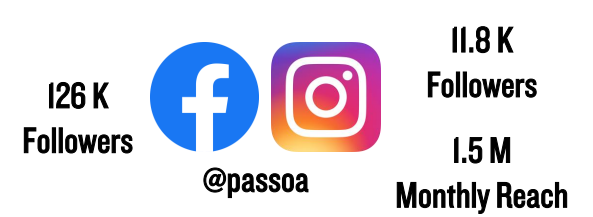 126 K
Followers
@passoa
11.8 K
Followers
1.5 M
Monthly Reach